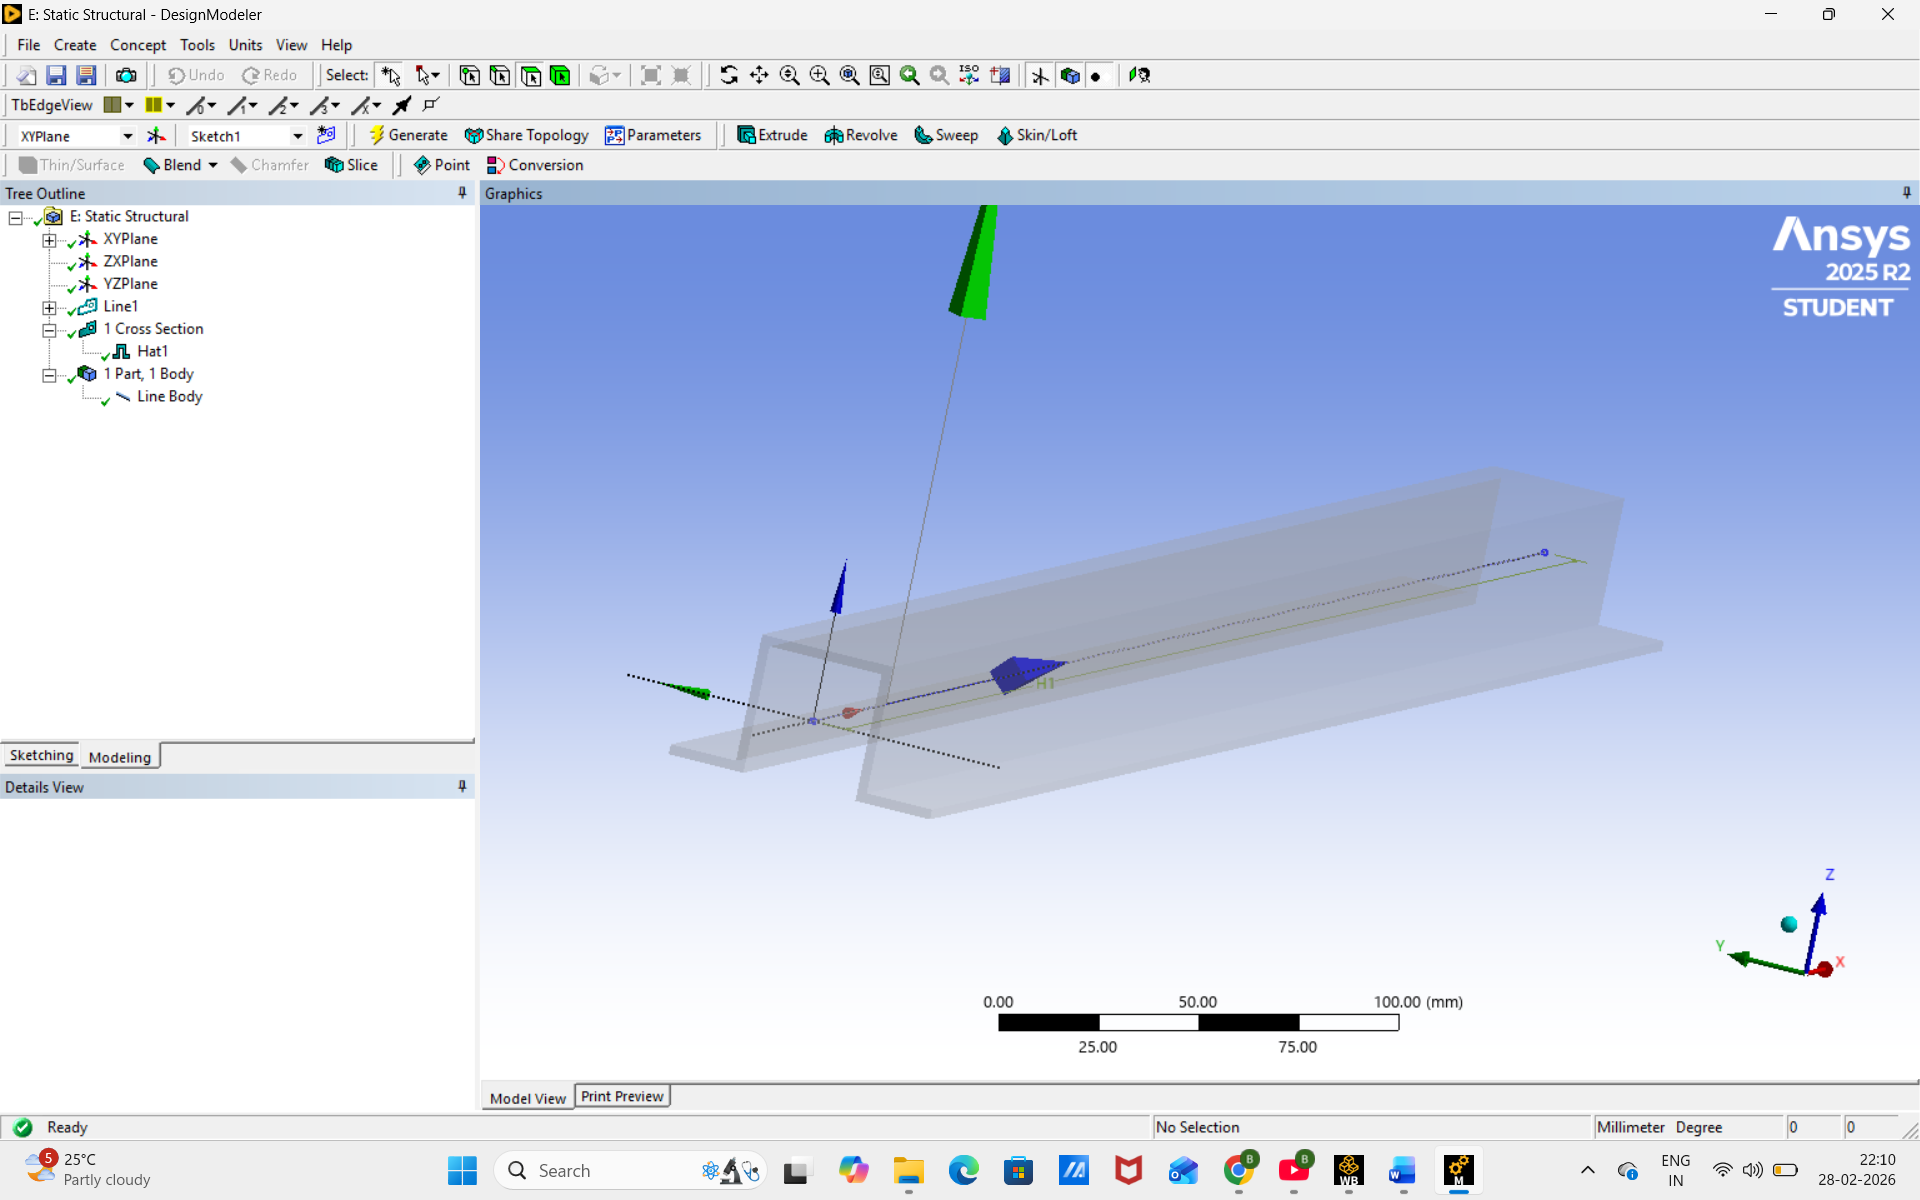 E: Static Structural - DesignModeler
File Create Concept Tools Units View Help
Undo Redo Select: ISO
TbEdgeView
XYPlane Sketch1 Generate Share Topology Parameters Extrude Revolve Sweep Skin/Loft
Thin/Surface Blend Chamfer Slice Point Conversion
Tree Outline
E: Static Structural
XYPlane
ZXPlane
YZPlane
Line1
1 Cross Section
Hat1
1 Part, 1 Body
Line Body
Sketching Modeling
Details View
Graphics
Ansys
2025 R2
STUDENT
H1
Z
Y
X
0.00 50.00 100.00 (mm)
25.00 75.00
Model View Print Preview
Ready No Selection Millimeter Degree 0 0
5 25°C
Partly cloudy
Search
B B WB W M
ENG
IN
22:10
28-02-2026